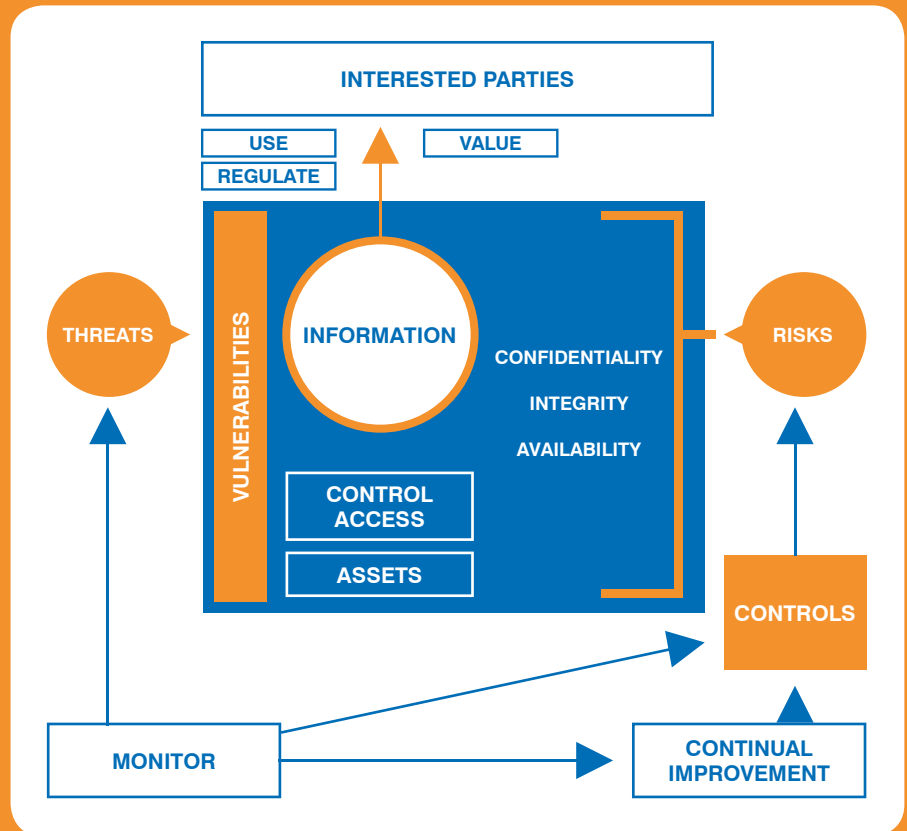 INTERESTED PARTIES
USE
VALUE
REGULATE
THREATS
VULNERABILITIES
INFORMATION
CONFIDENTIALITY
INTEGRITY
AVAILABILITY
RISKS
CONTROL
ACCESS
ASSETS
CONTROLS
MONITOR
CONTINUAL
IMPROVEMENT